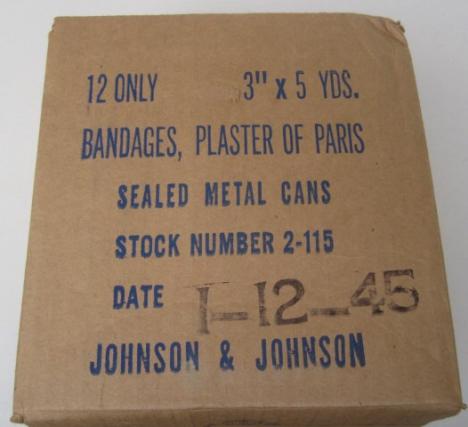 12 ONLY 3" x 5 YDS.
BANDAGES, PLASTER OF PARIS
SEALED METAL CANS
STOCK NUMBER 2-115
DATE 1-12-45
JOHNSON & JOHNSON